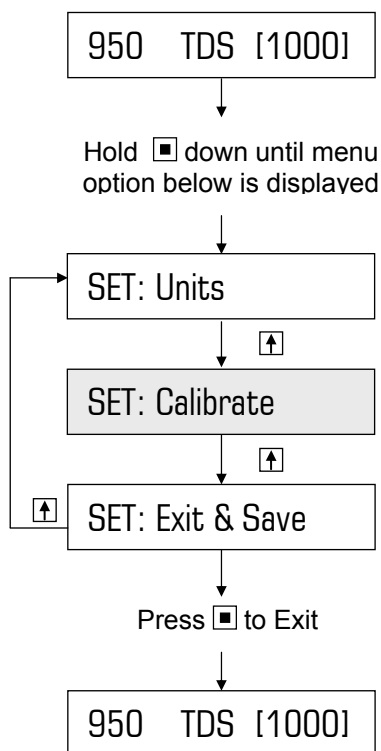 950 TDS [1000]
Hold ▣ down until menu
option below is displayed
SET: Units
↑
SET: Calibrate
↑
↑ SET: Exit & Save
Press ▣ to Exit
950 TDS [1000]